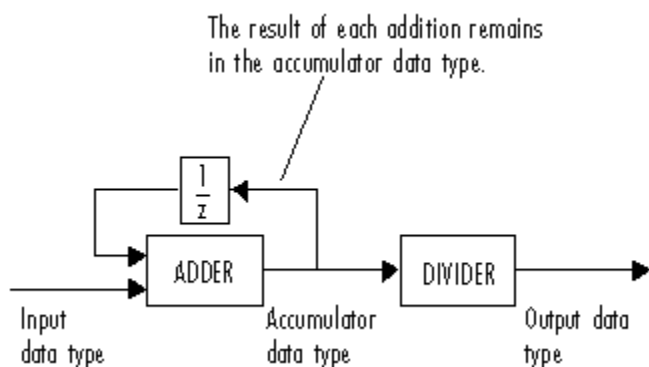 The result of each addition remains
in the accumulator data type.
1
z
ADDER
DIVIDER
Input
data type
Accumulator
data type
Output data
type